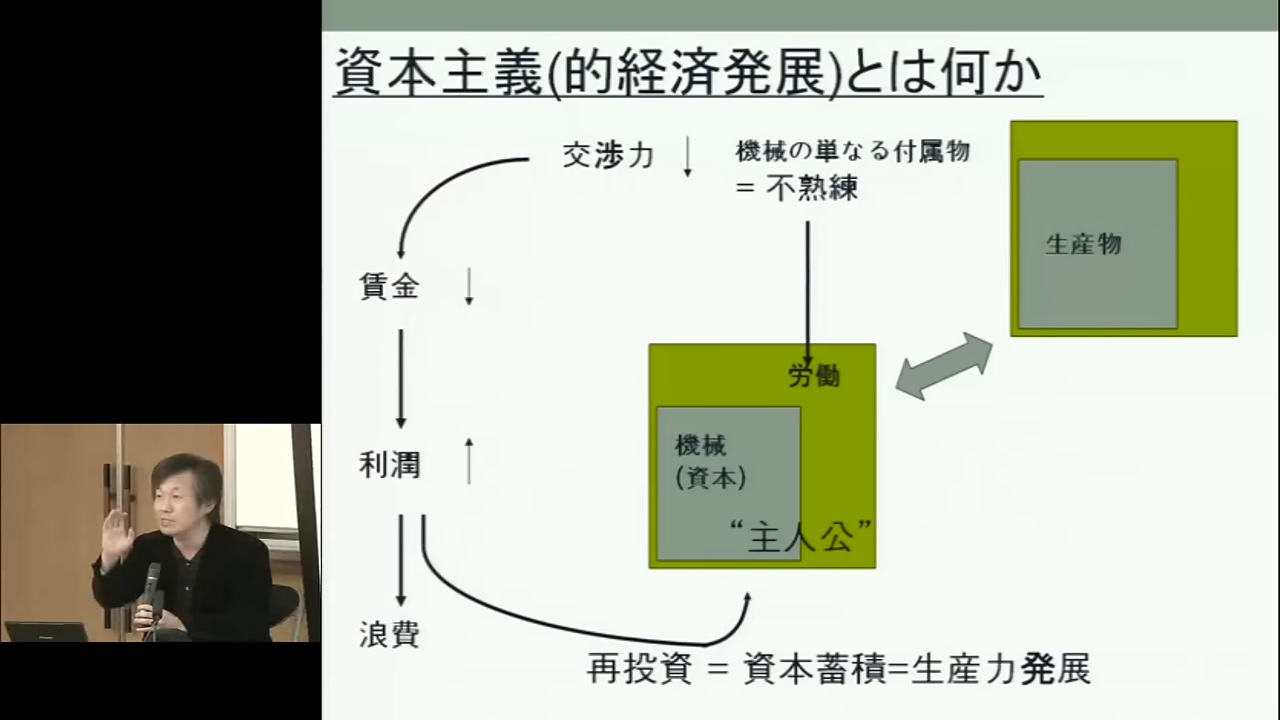 資本主義(的経済発展)とは何か
交渉力
機械の単なる付属物
= 不熟練
生産物
賃金
労働
機械
(資本)
利潤
“主人公”
浪費
再投資 = 資本蓄積=生産力発展